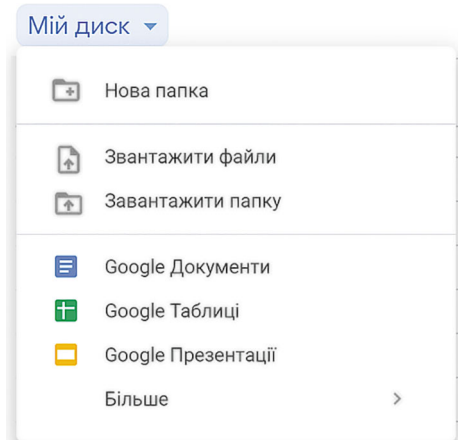 Мій диск
Нова папка
Звантажити файли
Завантажити папку
Google Документи
Google Таблиці
Google Презентації
Більше